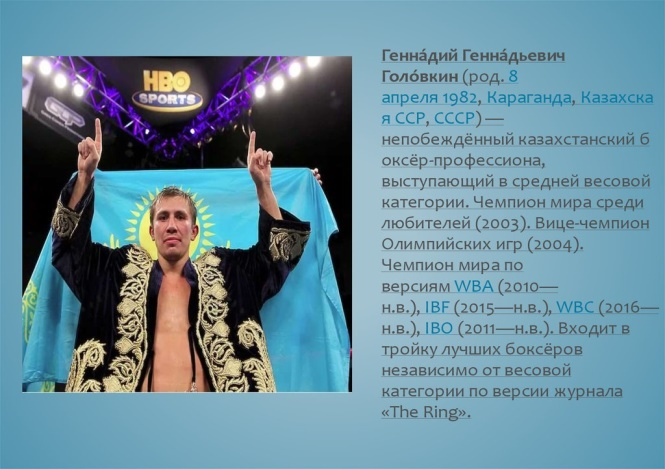 HBO
SPORTS
Генна́дий Генна́дьевич
Голо́вкин (род. 8
апреля 1982, Караганда, Казахска
я ССР, СССР) —
непобеждённый казахстанский б
оксёр-профессиона,
выступающий в средней весовой
категории. Чемпион мира среди
любителей (2003). Вице-чемпион
Олимпийских игр (2004).
Чемпион мира по
версиям WBA (2010—
н.в.), IBF (2015—н.в.), WBC (2016—
н.в.), IBO (2011—н.в.). Входит в
тройку лучших боксёров
независимо от весовой
категории по версии журнала
«The Ring».